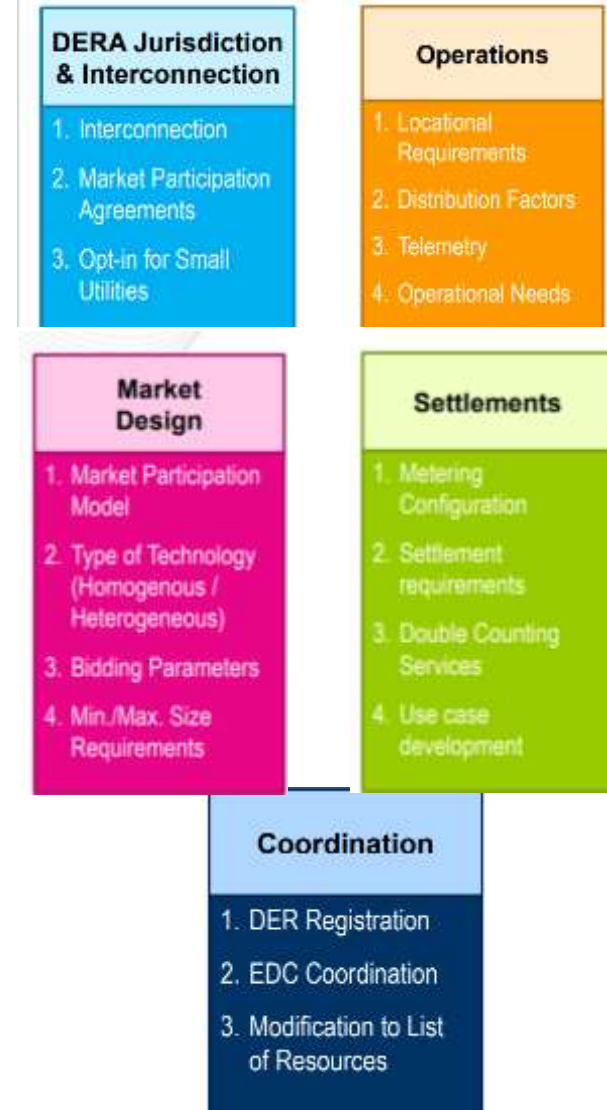 DERA Jurisdiction
& Interconnection
1. Interconnection
2. Market Participation
Agreements
3. Opt-in for Small
Utilities
Operations
1. Locational
Requirements
2. Distribution Factors
3. Telemetry
4. Operational Needs
Market
Design
1. Market Participation
Model
2. Type of Technology
(Homogenous /
Heterogeneous)
3. Bidding Parameters
4. Min./Max. Size
Requirements
Settlements
1. Metering
Configuration
2. Settlement
requirements
3. Double Counting
Services
4. Use case
development
Coordination
1. DER Registration
2. EDC Coordination
3. Modification to List
of Resources